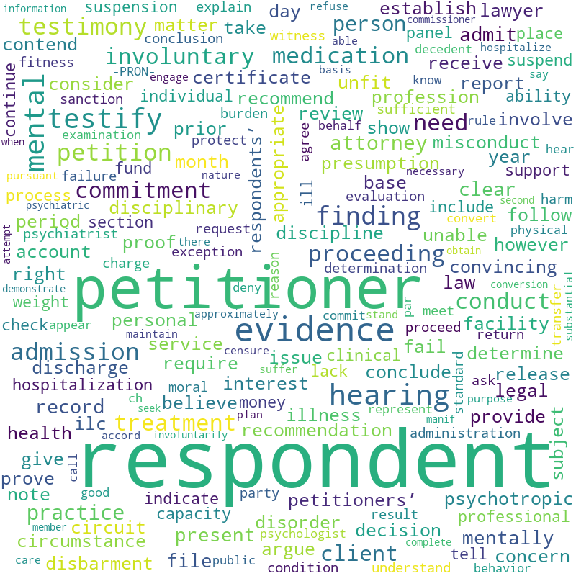 information suspension explain refuse commissioner
testimony matter take person establish lawyer
contend conclusion day witness able panel decedent hospitalize
involuntary medication admit place
fitness -PRON- engage certificate basis receive know report suspend say
continue mental sanction individual recommend unfit profession ability
examination consider burden review show sufficient rule involve
when testify prior protect agree behalf need hear
petition month respondents' appropriate attorney misconduct
pursuant failure fund nature ill presumption year support
process commitment evaluation base necessary clear harm
psychiatric disciplinary finding include second convert follow
period section request discipline unable physical
attempt psychiatrist proof there exception proceeding however obtain
account charge reason determination convincing
right deny law conversion
demonstrate weight petitioner par meet conduct transfer substantial
check appear personal approximately commit stand proceed facility
maintain censure evidence fail return
admission service issue clinical determine
discharge require suffer lack conclude standard ask release
hospitalization moral interest plan hearing purpose legal
ch believe money represent
record seek illness manif provide subject
health ilc treatment recommendation administration
accord involuntarily
give call respondent
prove
note good indicate party petitioners' psychotropic
practice member capacity disorder result professional
circuit present psychologist decision mentally
circumstance argue client tell concern
care disbarment file public condition complete understand behavior